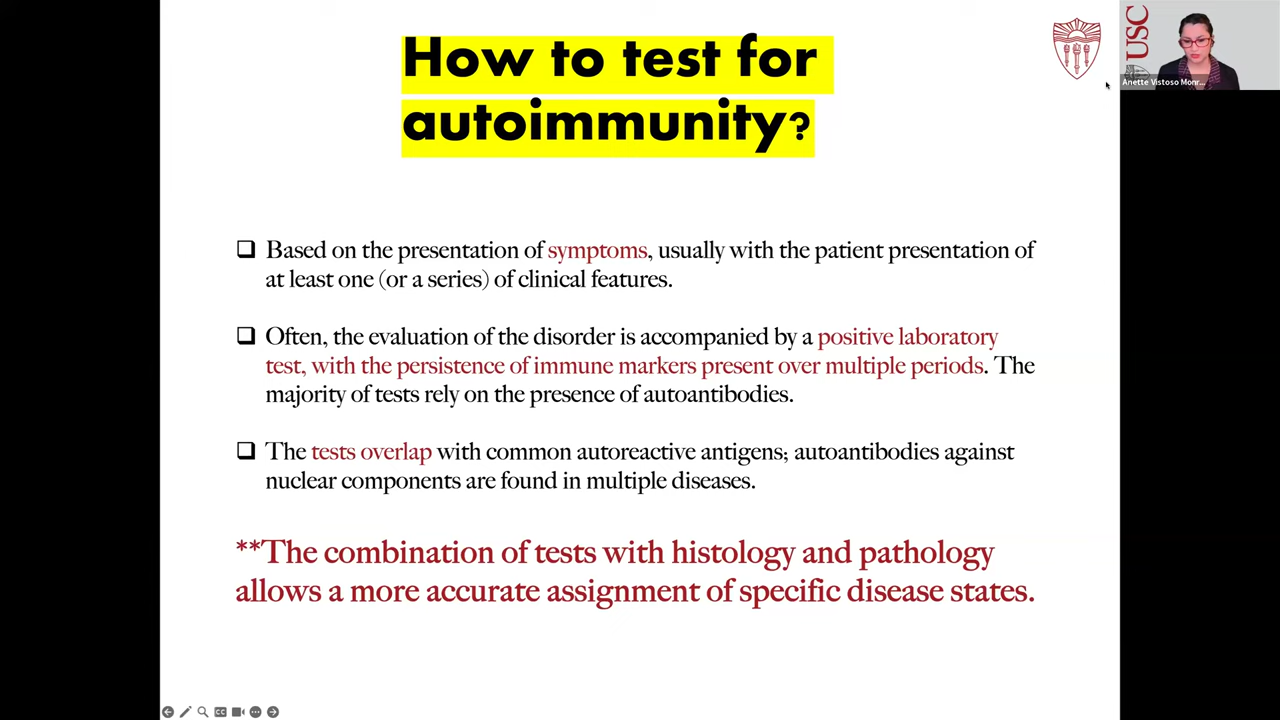 How to test for
autoimmunity?
USC
Anette Vistoso Monr...
❑ Based on the presentation of symptoms, usually with the patient presentation of
at least one (or a series) of clinical features.
❑ Often, the evaluation of the disorder is accompanied by a positive laboratory
test, with the persistence of immune markers present over multiple periods. The
majority of tests rely on the presence of autoantibodies.
❑ The tests overlap with common autoreactive antigens; autoantibodies against
nuclear components are found in multiple diseases.
**The combination of tests with histology and pathology
allows a more accurate assignment of specific disease states.
CC